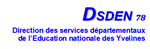 DSDEN 78
Direction des services départementaux
de l'Education nationale des Yvelines